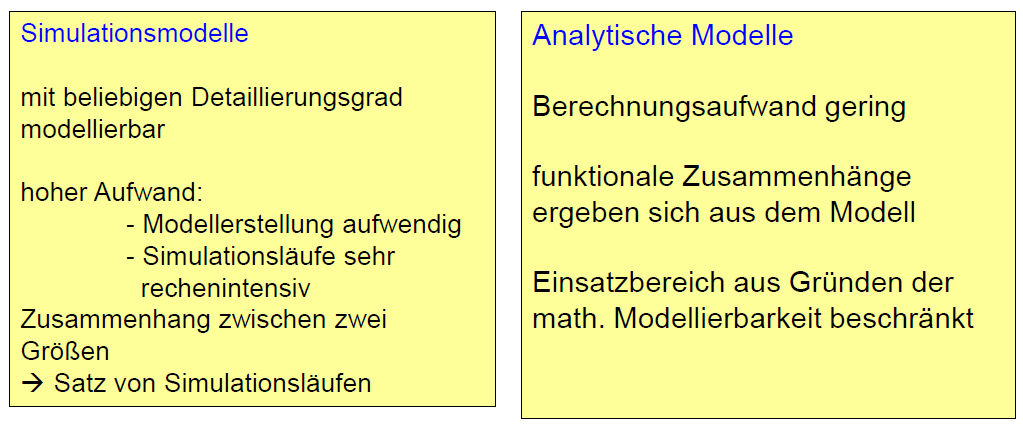 Simulationsmodelle
mit beliebigen Detaillierungsgrad
modellierbar
hoher Aufwand:
- Modellerstellung aufwendig
- Simulationsläufe sehr
rechenintensiv
Zusammenhang zwischen zwei
Größen
→ Satz von Simulationsläufen
Analytische Modelle
Berechnungsaufwand gering
funktionale Zusammenhänge
ergeben sich aus dem Modell
Einsatzbereich aus Gründen der
math. Modellierbarkeit beschränkt